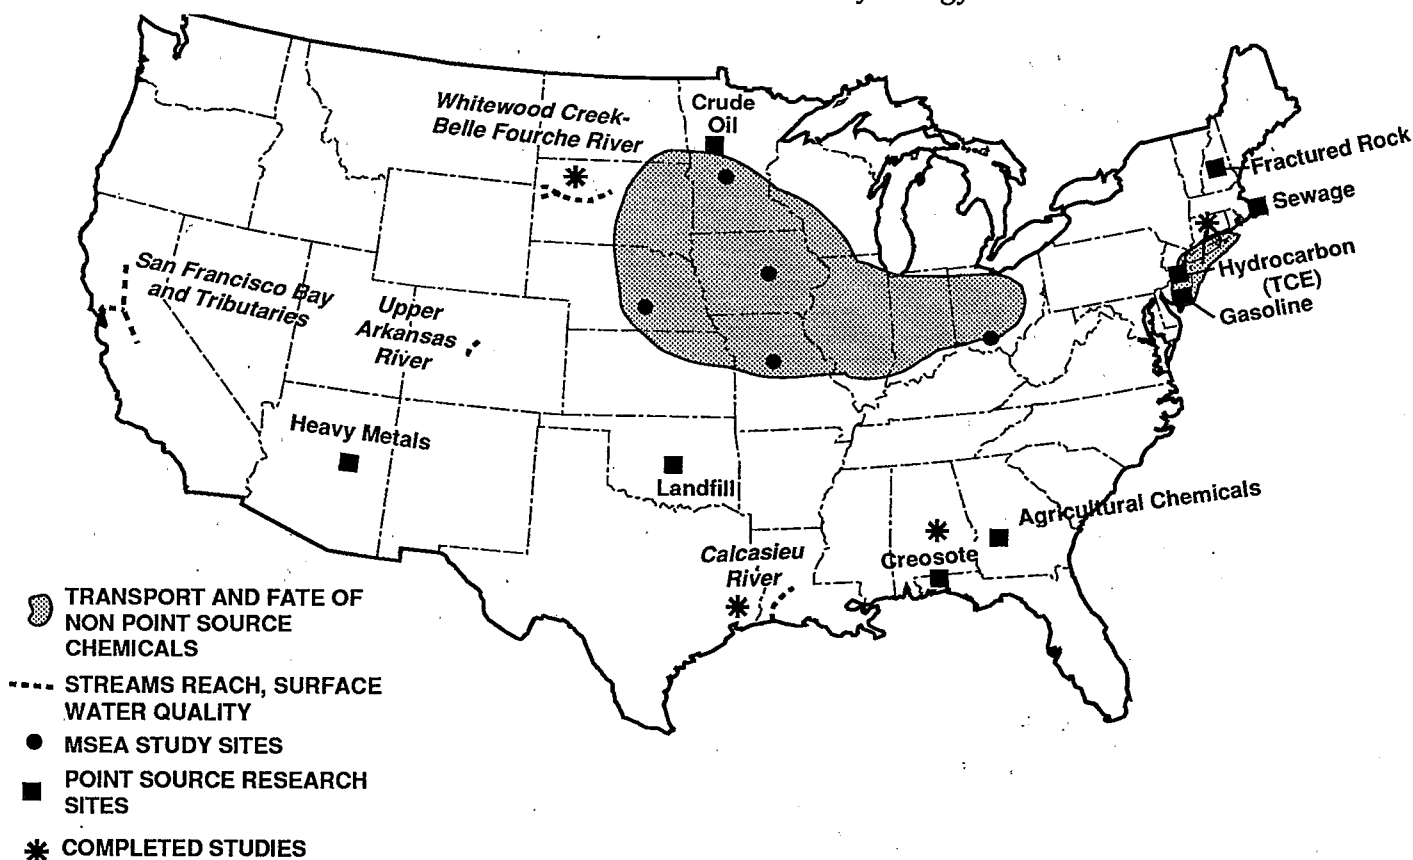 Whitewood Creek-
Belle Fourche River
Crude
Oil
Fractured Rock
Sewage
Hydrocarbon
(TCE)
Gasoline
San Francisco Bay
and Tributaries
Upper
Arkansas
River
Heavy Metals
Landfill
Agricultural Chemicals
Creosote
Calcasieu
River
TRANSPORT AND FATE OF
NON POINT SOURCE
CHEMICALS
STREAMS REACH, SURFACE
WATER QUALITY
MSEA STUDY SITES
POINT SOURCE RESEARCH
SITES
COMPLETED STUDIES